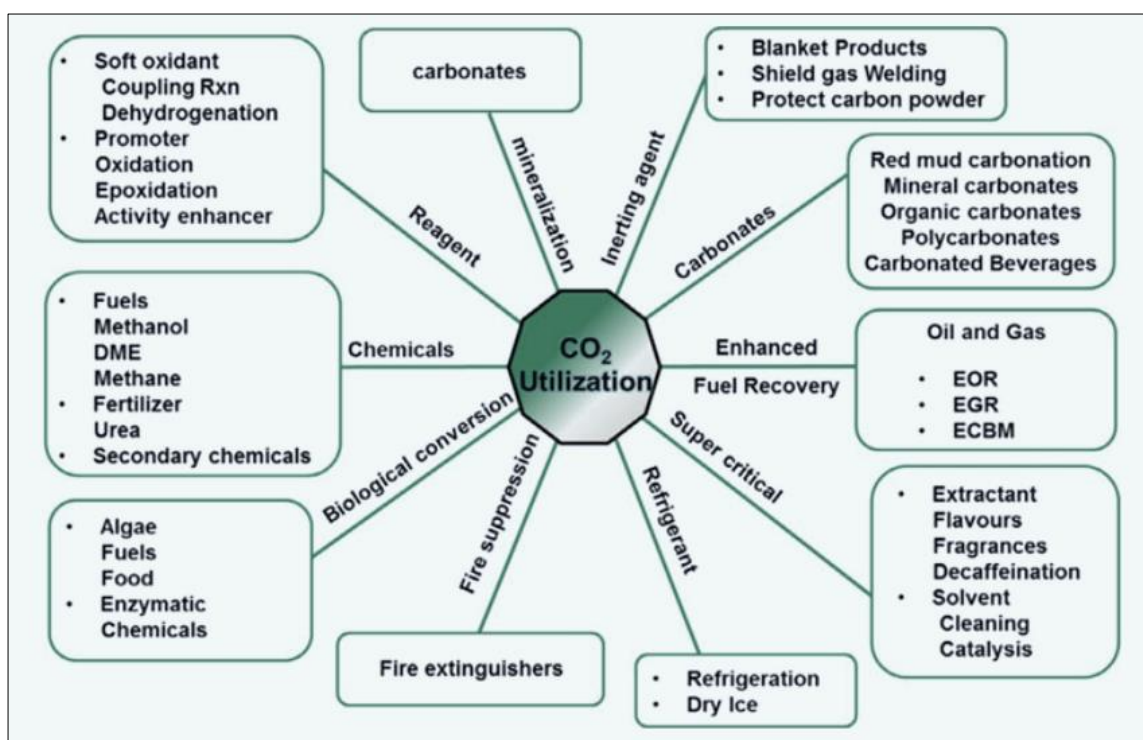 • Soft oxidant
Coupling Rxn
Dehydrogenation
• Promoter
Oxidation
Epoxidation
Activity enhancer
Reagent
carbonates
mineralization
• Blanket Products
• Shield gas Welding
• Protect carbon powder
Inerting agent
Red mud carbonation
Mineral carbonates
Organic carbonates
Polycarbonates
Carbonated Beverages
Carbonates
• Fuels
Methanol
DME
Methane
• Fertilizer
Urea
• Secondary chemicals
Chemicals
CO₂
Utilization
Enhanced
Fuel Recovery
Oil and Gas
• EOR
• EGR
• ECBM
Biological conversion
• Algae
Fuels
Food
• Enzymatic
Chemicals
Fire suppression
Fire extinguishers
Refrigerant
• Refrigeration
• Dry Ice
Super critical
• Extractant
Flavours
Fragrances
Decaffeination
• Solvent
Cleaning
Catalysis